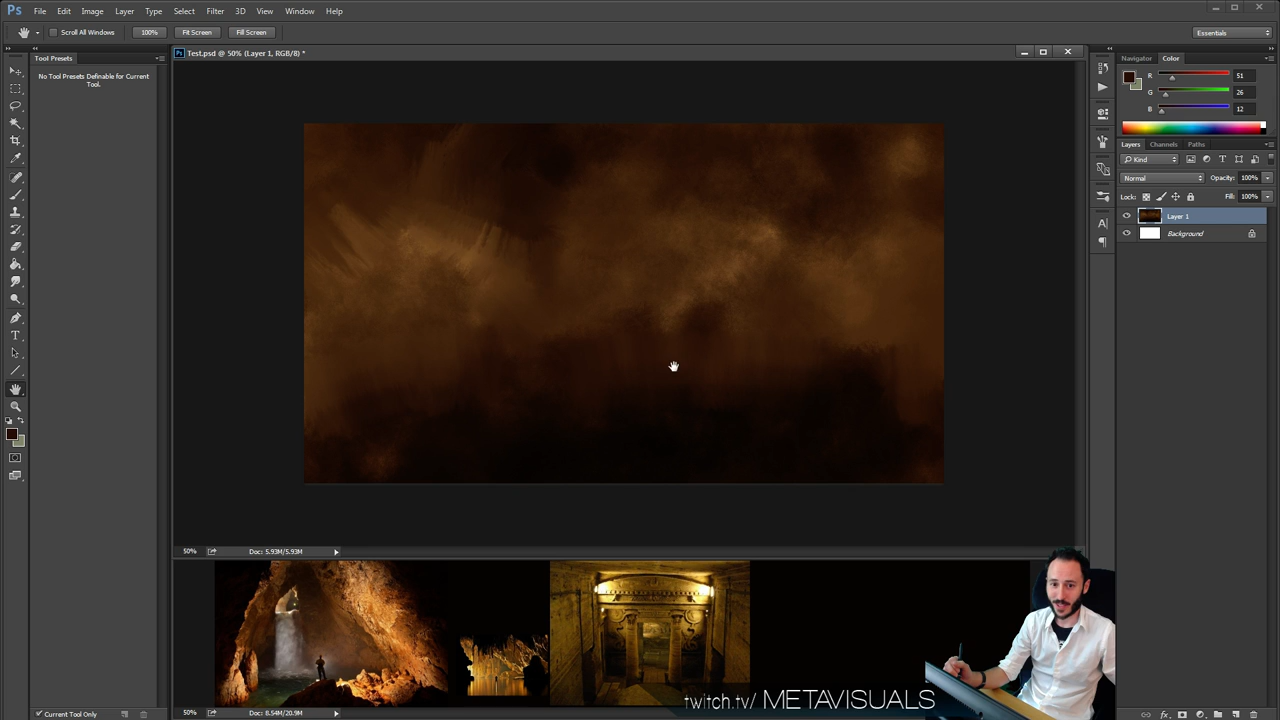 Ps File Edit Image Layer Type Select Filter 3D View Window Help
Scroll All Windows 100% Fit Screen Fill Screen Essentials
Tool Presets
No Tool Presets Definable for Current
Tool.
Ps Test.psd @ 50% (Layer 1, RGB/8) *
Navigator Color
R 51
G 26
B 12
Layers Channels Paths
Kind
Normal Opacity: 100%
Lock: Fill: 100%
Layer 1
Background
50% Doc: 5.93M/5.93M
twitch.tv/ METAVISUALS
Current Tool Only
50% Doc: 8.54M/20.9M